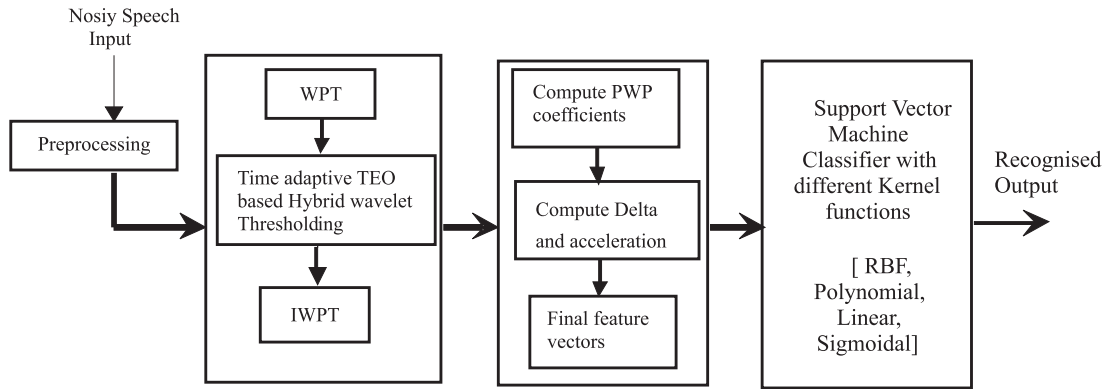 Nosiy Speech
Input
Preprocessing
WPT
Time adaptive TEO
based Hybrid wavelet
Thresholding
IWPT
Compute PWP
coefficients
Compute Delta
and acceleration
Final feature
vectors
Support Vector
Machine
Classifier with
different Kernel
functions
[ RBF,
Polynomial,
Linear,
Sigmoidal]
Recognised
Output